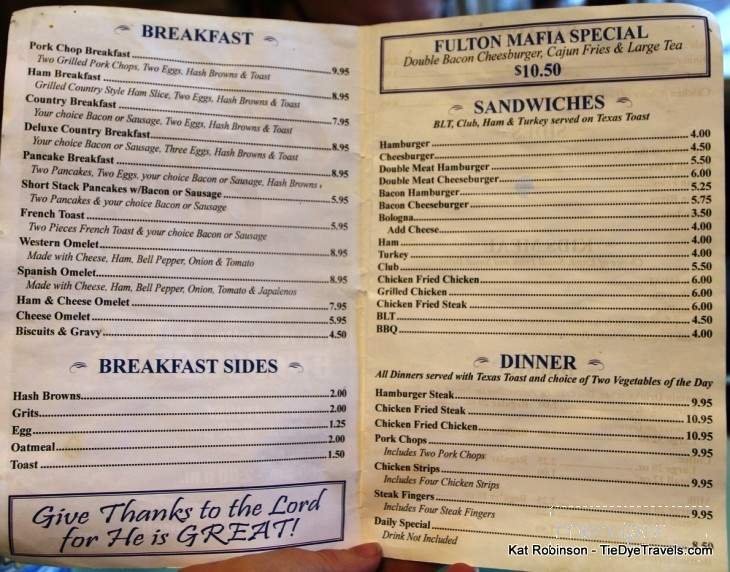 BREAKFAST
Pork Chop Breakfast 9.95
Two Grilled Pork Chops, Two Eggs, Hash Browns & Toast
Ham Breakfast 8.95
Grilled Country Style Ham Slice, Two Eggs, Hash Browns & Toast
Country Breakfast 7.95
Your choice Bacon or Sausage, Two Eggs, Hash Browns & Toast
Deluxe Country Breakfast 8.95
Your choice Bacon or Sausage, Three Eggs, Hash Browns & Toast
Pancake Breakfast 8.95
Two Pancakes, Two Eggs, your choice Bacon or Sausage, Hash Browns
Short Stack Pancakes w/Bacon or Sausage 5.95
Two Pancakes & your choice Bacon or Sausage
French Toast 5.95
Two Pieces French Toast & your choice Bacon or Sausage
Western Omelet 8.95
Made with Cheese, Ham, Bell Pepper, Onion & Tomato
Spanish Omelet 8.95
Made with Cheese, Ham, Bell Pepper, Onion, Tomato & Japalenos
Ham & Cheese Omelet 7.95
Cheese Omelet 5.95
Biscuits & Gravy 4.50
BREAKFAST SIDES
Hash Browns 2.00
Grits 2.00
Egg 1.25
Oatmeal 2.00
Toast 1.50
Give Thanks to the Lord
for He is GREAT!
FULTON MAFIA SPECIAL
Double Bacon Cheesburger, Cajun Fries & Large Tea
$10.50
SANDWICHES
BLT, Club, Ham & Turkey served on Texas Toast
Hamburger 4.00
Cheesburger 4.50
Double Meat Hamburger 5.50
Double Meat Cheeseburger 6.00
Bacon Hamburger 5.25
Bacon Cheeseburger 5.75
Bologna 3.50
Add Cheese 4.00
Ham 4.00
Turkey 4.00
Club 5.50
Chicken Fried Chicken 6.00
Grilled Chicken 6.00
Chicken Fried Steak 6.00
BLT 4.50
BBQ 4.00
DINNER
All Dinners served with Texas Toast and choice of Two Vegetables of the Day
Hamburger Steak 9.95
Chicken Fried Steak 10.95
Chicken Fried Chicken 10.95
Pork Chops 9.95
Includes Two Pork Chops
Chicken Strips 9.95
Includes Four Chicken Strips
Steak Fingers 9.95
Includes Four Steak Fingers
Daily Special 8.50
Drink Not Included
Kat Robinson - TieDyeTravels.com